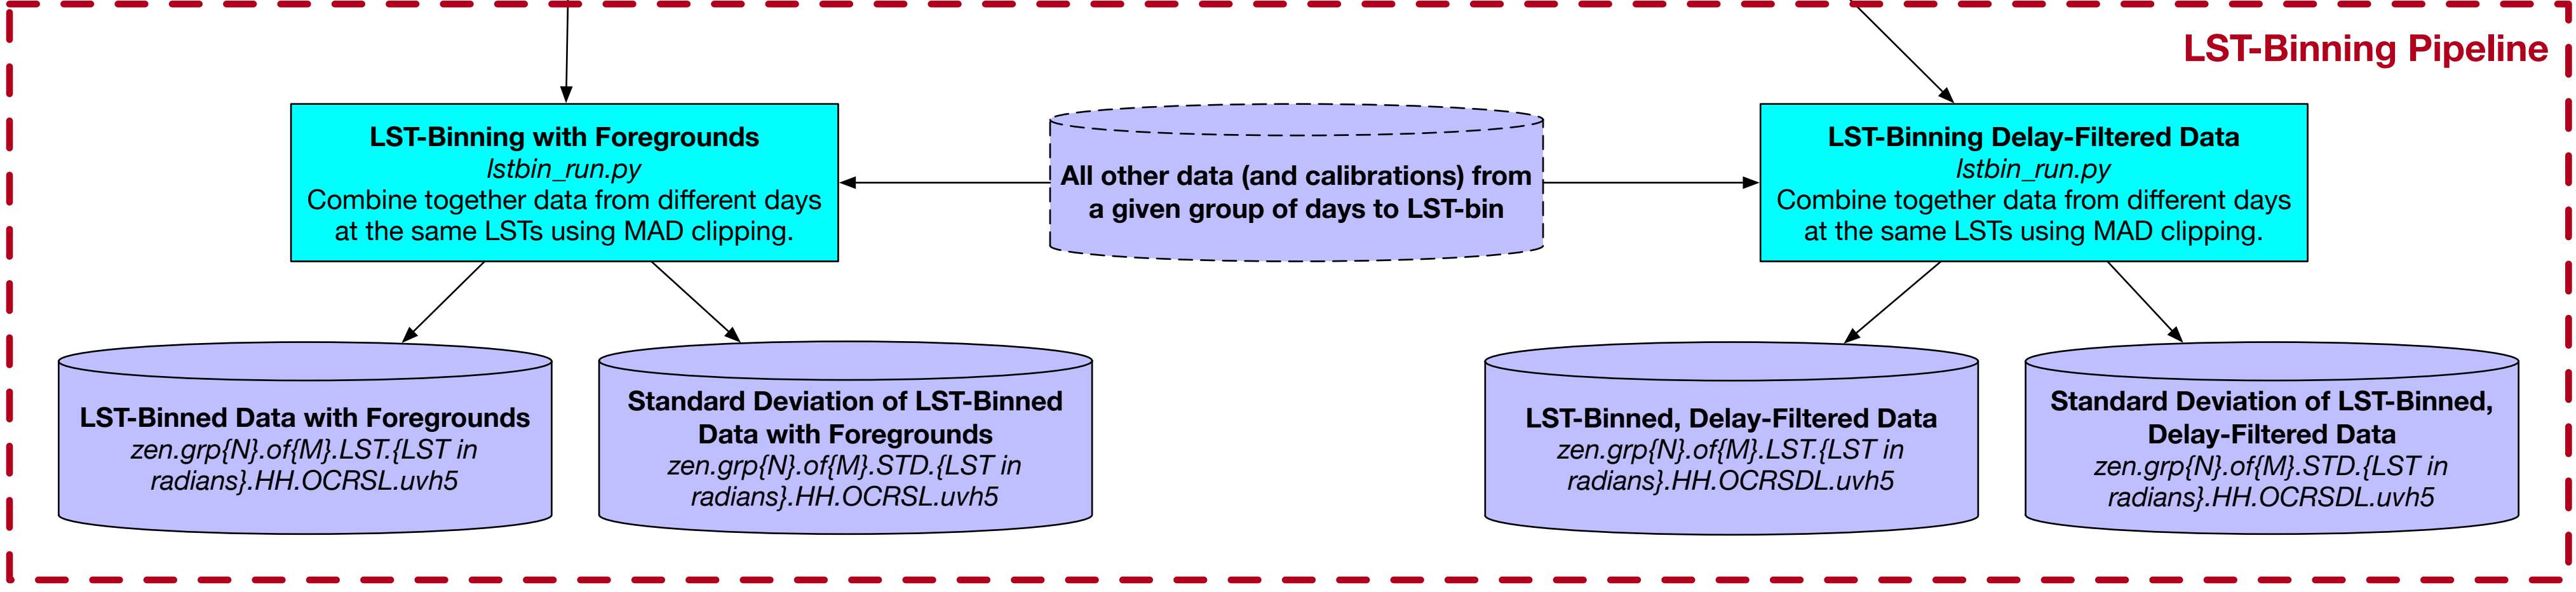 LST-Binning Pipeline
LST-Binning with Foregrounds
lstbin_run.py
Combine together data from different days
at the same LSTs using MAD clipping.
All other data (and calibrations) from
a given group of days to LST-bin
LST-Binning Delay-Filtered Data
lstbin_run.py
Combine together data from different days
at the same LSTs using MAD clipping.
LST-Binned Data with Foregrounds
zen.grp{N}.of{M}.LST.{LST in
radians}.HH.OCRSL.uvh5
Standard Deviation of LST-Binned
Data with Foregrounds
zen.grp{N}.of{M}.STD.{LST in
radians}.HH.OCRSL.uvh5
LST-Binned, Delay-Filtered Data
zen.grp{N}.of{M}.LST.{LST in
radians}.HH.OCRSDL.uvh5
Standard Deviation of LST-Binned,
Delay-Filtered Data
zen.grp{N}.of{M}.STD.{LST in
radians}.HH.OCRSDL.uvh5